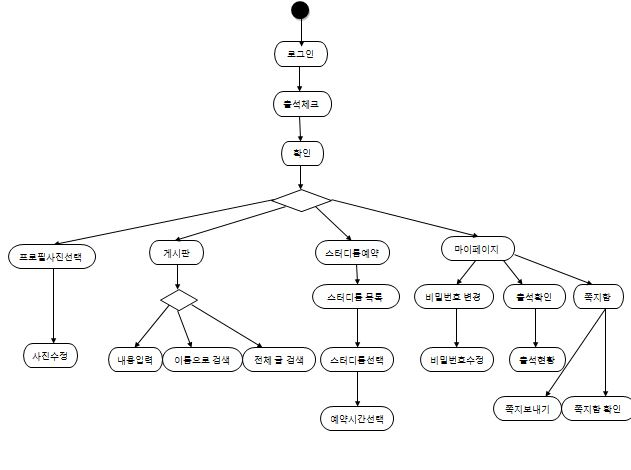 로그인
출석체크
확인
프로필사진선택
게시판
스터디룸예약
마이페이지
스터디룸 목록
비밀번호 변경
출석확인
쪽지함
사진수정
내용입력
이름으로 검색
전체 글 검색
스터디룸선택
비밀번호수정
출석현황
예약시간선택
쪽지보내기
쪽지함 확인